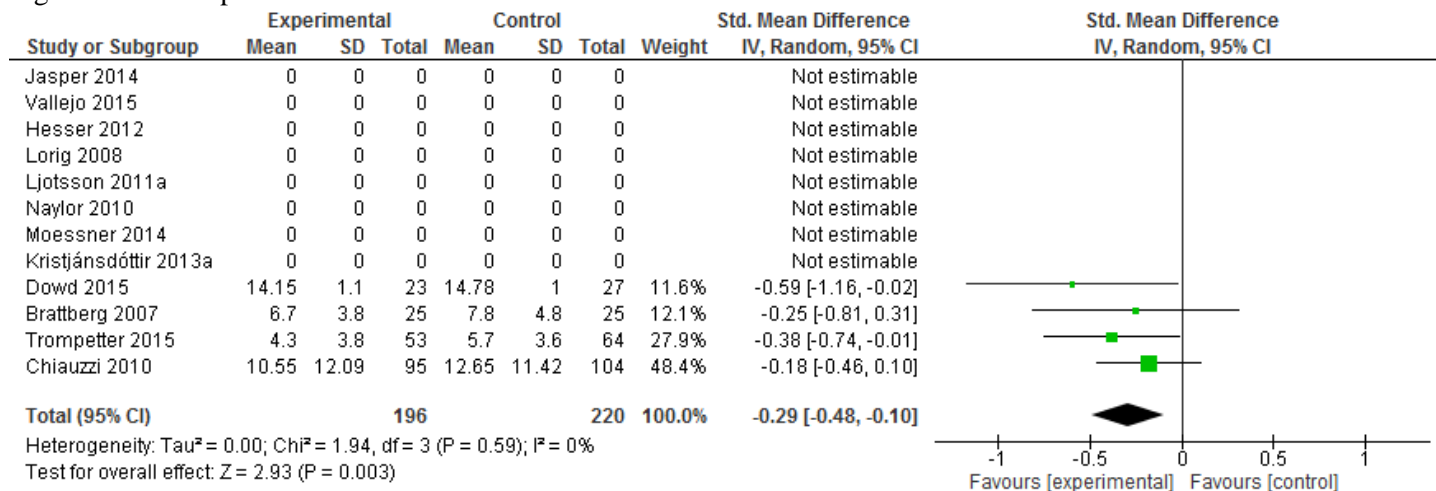 Experimental Control Std. Mean Difference Std. Mean Difference
Study or Subgroup Mean SD Total Mean SD Total Weight IV, Random, 95% CI IV, Random, 95% CI
Jasper 2014 0 0 0 0 0 0 Not estimable
Vallejo 2015 0 0 0 0 0 0 Not estimable
Hesser 2012 0 0 0 0 0 0 Not estimable
Lorig 2008 0 0 0 0 0 0 Not estimable
Ljotsson 2011a 0 0 0 0 0 0 Not estimable
Naylor 2010 0 0 0 0 0 0 Not estimable
Moessner 2014 0 0 0 0 0 0 Not estimable
Kristjánsdóttir 2013a 0 0 0 0 0 0 Not estimable
Dowd 2015 14.15 1.1 23 14.78 1 27 11.6% -0.59 [-1.16, -0.02]
Brattberg 2007 6.7 3.8 25 7.8 4.8 25 12.1% -0.25 [-0.81, 0.31]
Trompetter 2015 4.3 3.8 53 5.7 3.6 64 27.9% -0.38 [-0.74, -0.01]
Chiauzzi 2010 10.55 12.09 95 12.65 11.42 104 48.4% -0.18 [-0.46, 0.10]
Total (95% CI) 196 220 100.0% -0.29 [-0.48, -0.10]
Heterogeneity: Tau² = 0.00; Chi² = 1.94, df = 3 (P = 0.59); I² = 0%
Test for overall effect: Z = 2.93 (P = 0.003)
-1 -0.5 0 0.5 1
Favours [experimental] Favours [control]